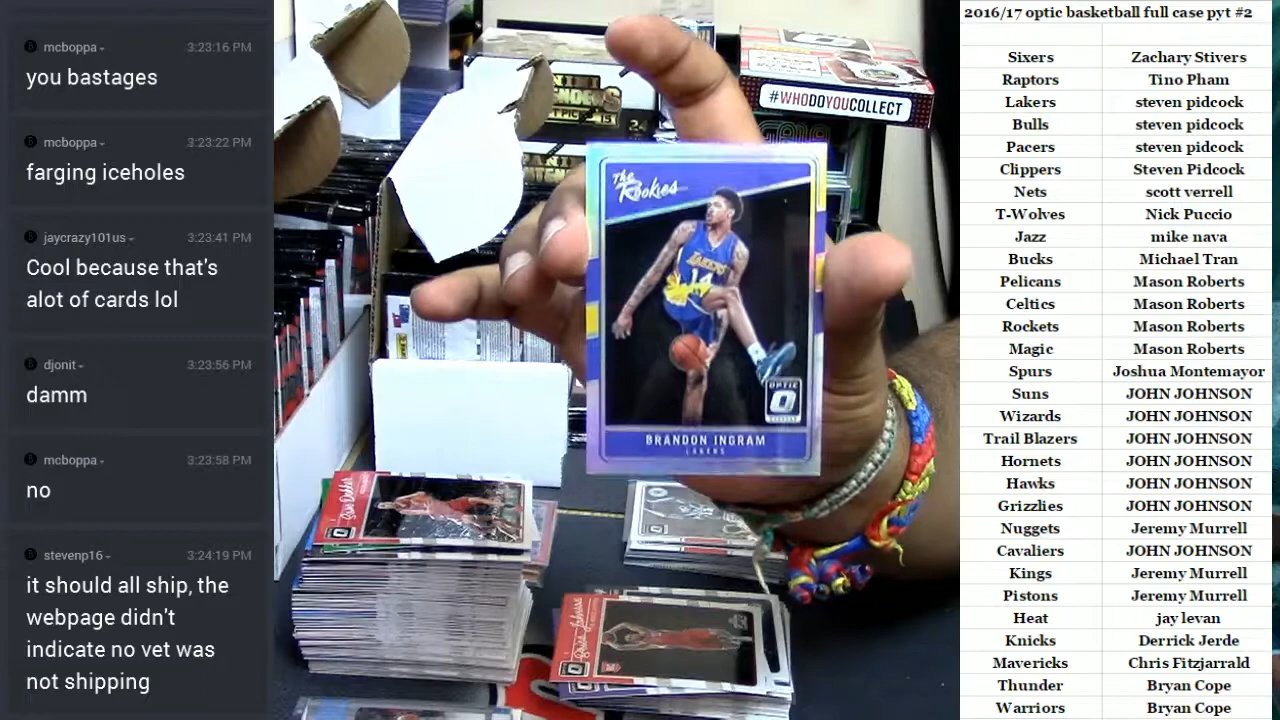 mcboppa 3:23:16 PM
you bastages
mcboppa 3:23:22 PM
farging iceholes
jaycrazy101us 3:23:41 PM
Cool because that's
alot of cards lol
djonit 3:23:56 PM
damm
mcboppa 3:23:58 PM
no
stevenp16 3:24:19 PM
it should all ship, the
webpage didn't
indicate no vet was
not shipping
#WHODOYOUCOLLECT
24
The
Rookies
LAKERS
14
OPTIC
BRANDON INGRAM
LAKERS
2016/17 optic basketball full case pyt #2
Sixers Zachary Stivers
Raptors Tino Pham
Lakers steven pidcock
Bulls steven pidcock
Pacers steven pidcock
Clippers Steven Pidcock
Nets scott verrell
T-Wolves Nick Puccio
Jazz mike nava
Bucks Michael Tran
Pelicans Mason Roberts
Celtics Mason Roberts
Rockets Mason Roberts
Magic Mason Roberts
Spurs Joshua Montemayor
Suns JOHN JOHNSON
Wizards JOHN JOHNSON
Trail Blazers JOHN JOHNSON
Hornets JOHN JOHNSON
Hawks JOHN JOHNSON
Grizzlies JOHN JOHNSON
Nuggets Jeremy Murrell
Cavaliers JOHN JOHNSON
Kings Jeremy Murrell
Pistons Jeremy Murrell
Heat jay levan
Knicks Derrick Jerde
Mavericks Chris Fitzjarrald
Thunder Bryan Cope
Warriors Bryan Cope